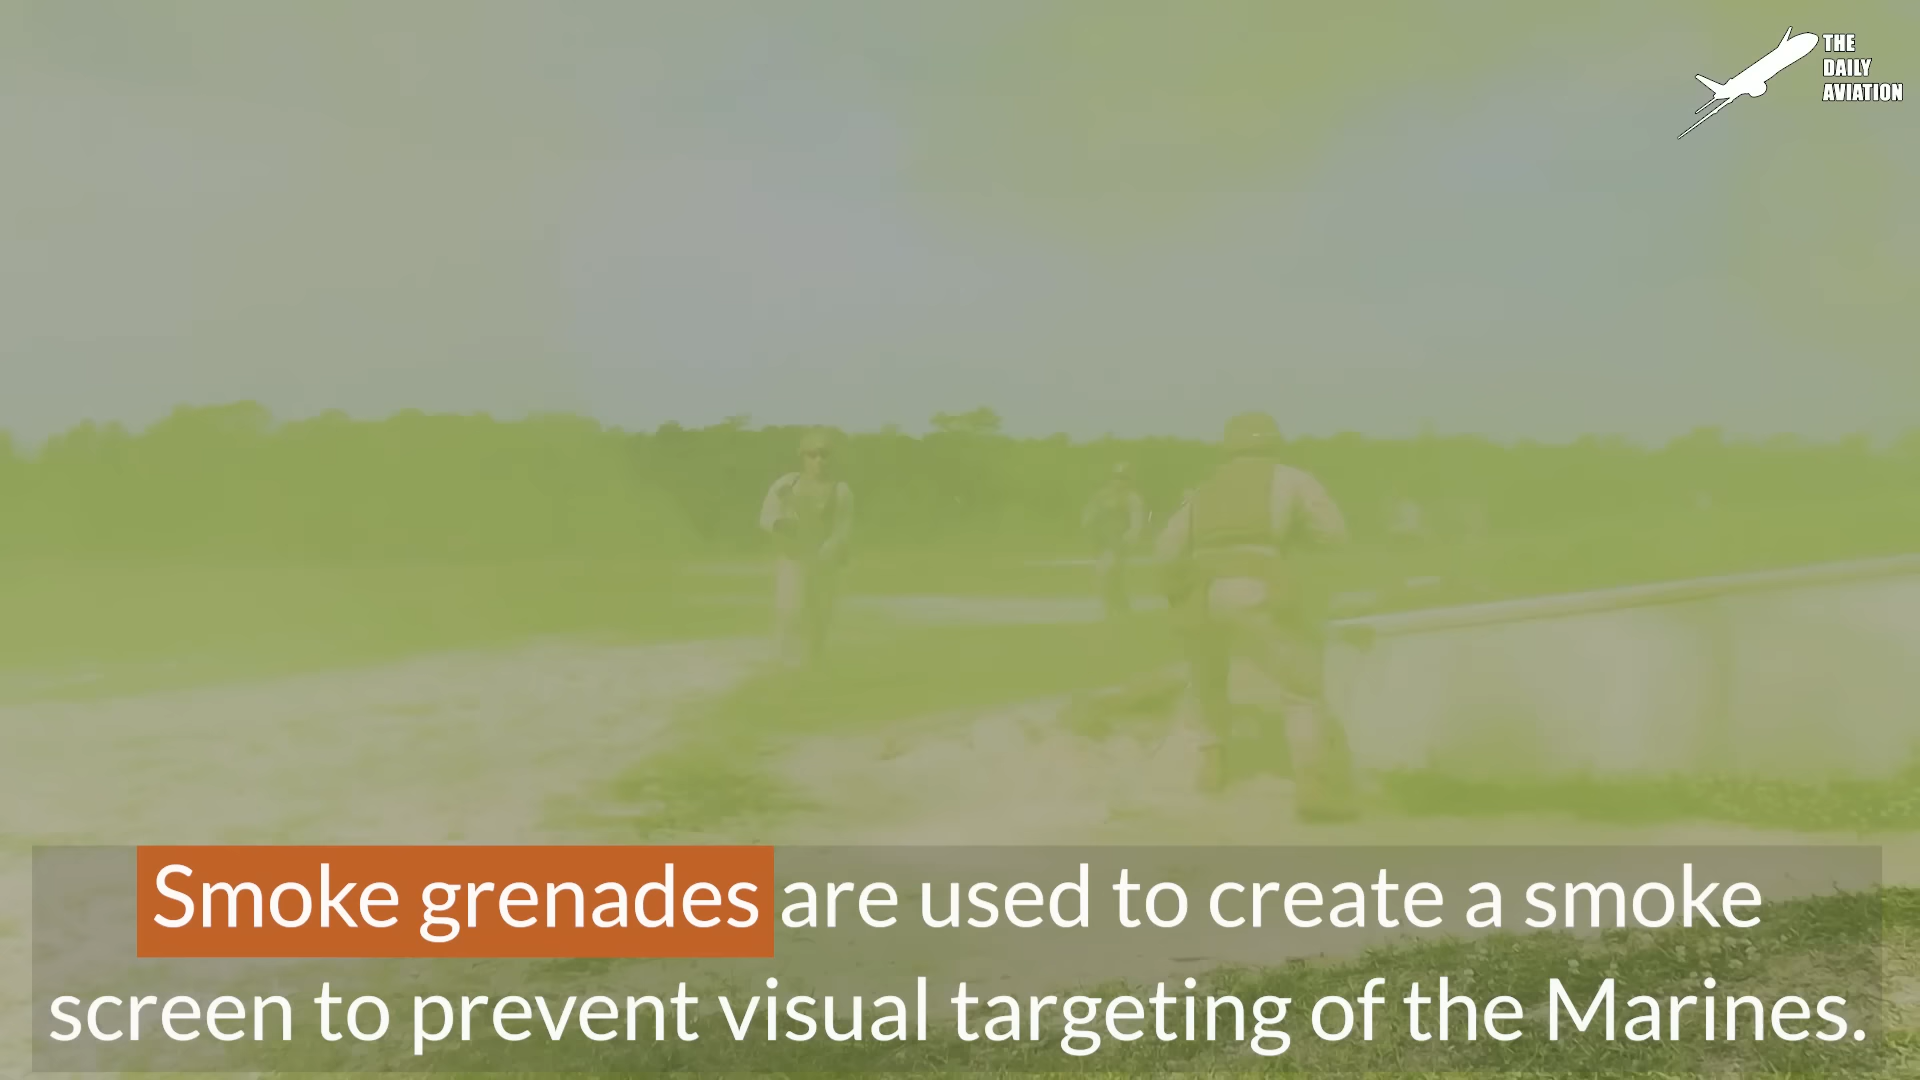 THE
DAILY
AVIATION
Smoke grenades are used to create a smoke
screen to prevent visual targeting of the Marines.